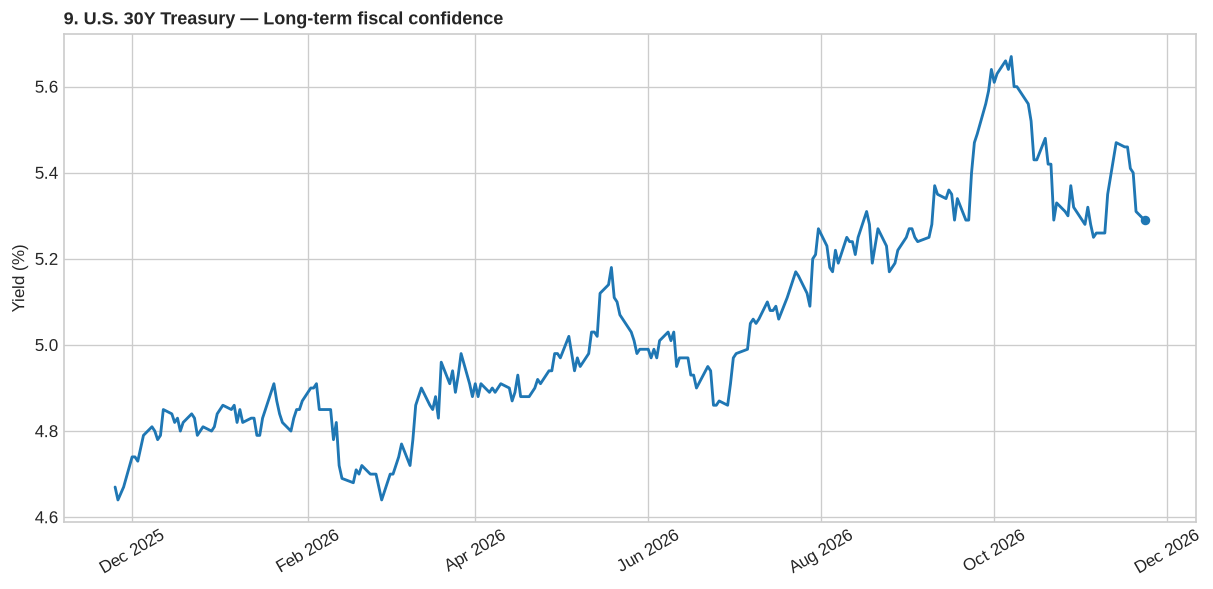 9. U.S. 30Y Treasury — Long-term fiscal confidence
Yield (%)
5.6
5.4
5.2
5.0
4.8
4.6
Dec 2025
Feb 2026
Apr 2026
Jun 2026
Aug 2026
Oct 2026
Dec 2026